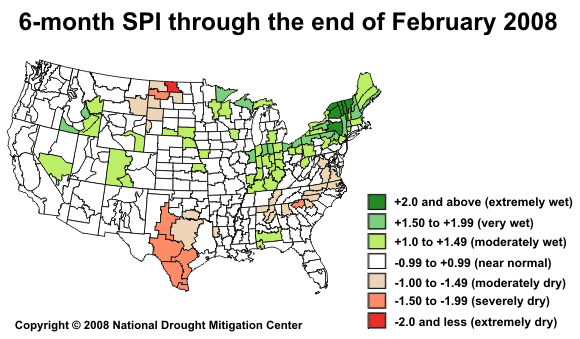 6-month SPI through the end of February 2008
+2.0 and above (extremely wet)
+1.50 to +1.99 (very wet)
+1.0 to +1.49 (moderately wet)
-0.99 to +0.99 (near normal)
-1.00 to -1.49 (moderately dry)
-1.50 to -1.99 (severely dry)
-2.0 and less (extremely dry)
Copyright © 2008 National Drought Mitigation Center